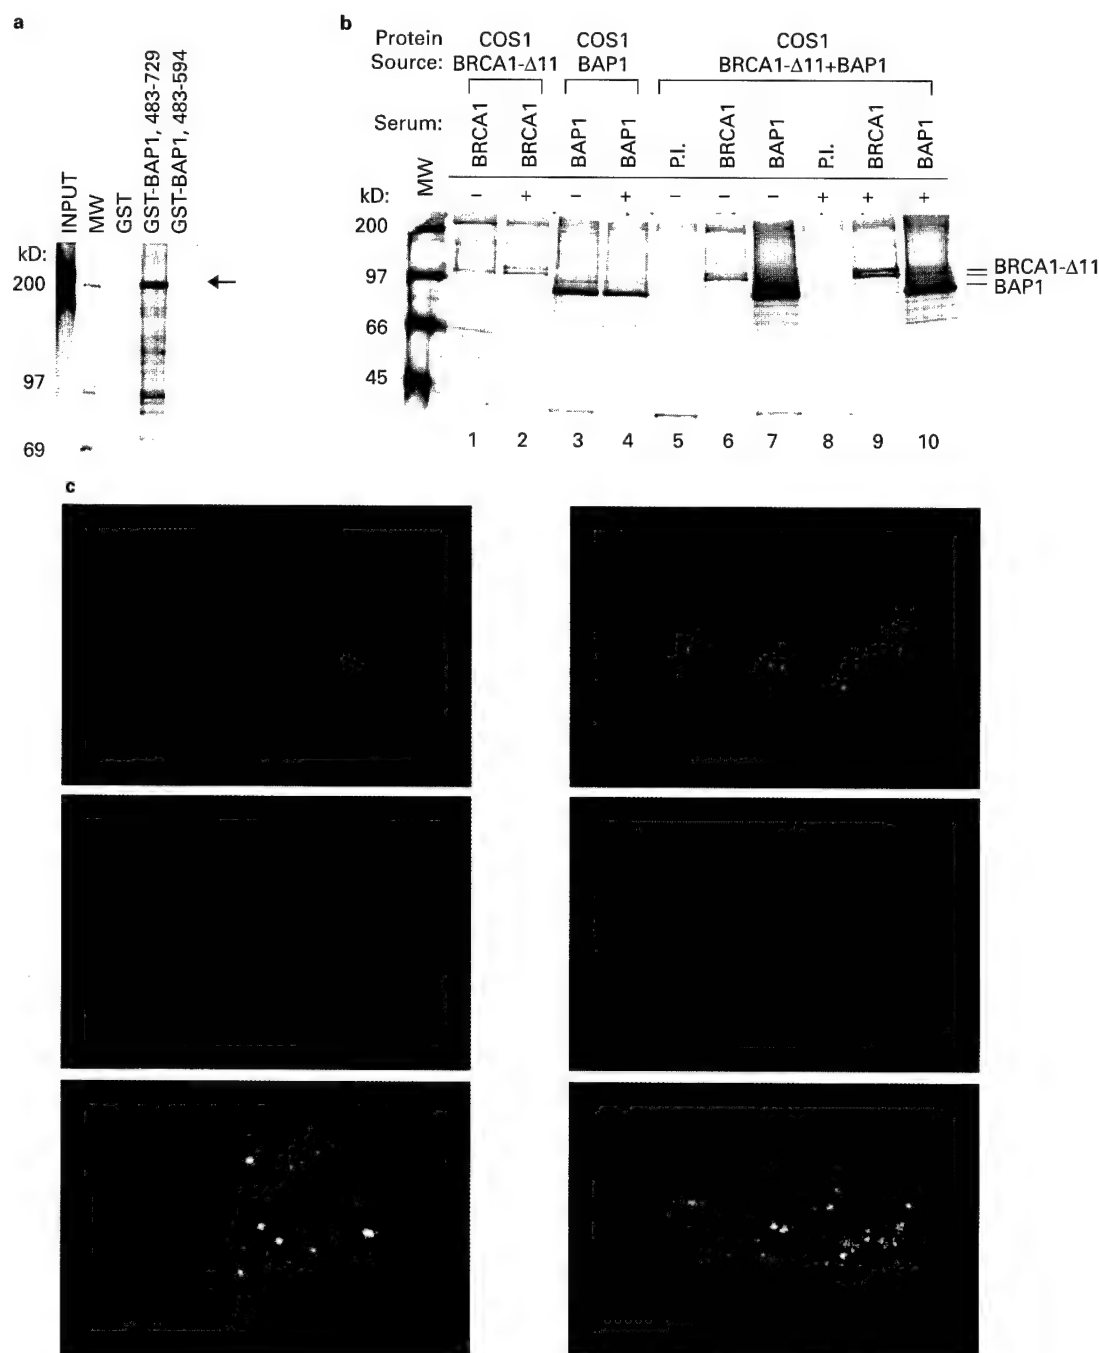 a
INPUT
MW
GST
GST-BAP1, 483-729
GST-BAP1, 483-594
kD:
200
97
69
b
Protein
Source:
COS1
BRCA1-Δ11
COS1
BAP1
COS1
BRCA1-Δ11+BAP1
Serum:
BRCA1
BRCA1
BAP1
BAP1
P.I.
BRCA1
BAP1
P.I.
BRCA1
BAP1
MW
kD:
− + − + − − − + + +
200
97
66
45
BRCA1-Δ11
BAP1
1 2 3 4 5 6 7 8 9 10
c